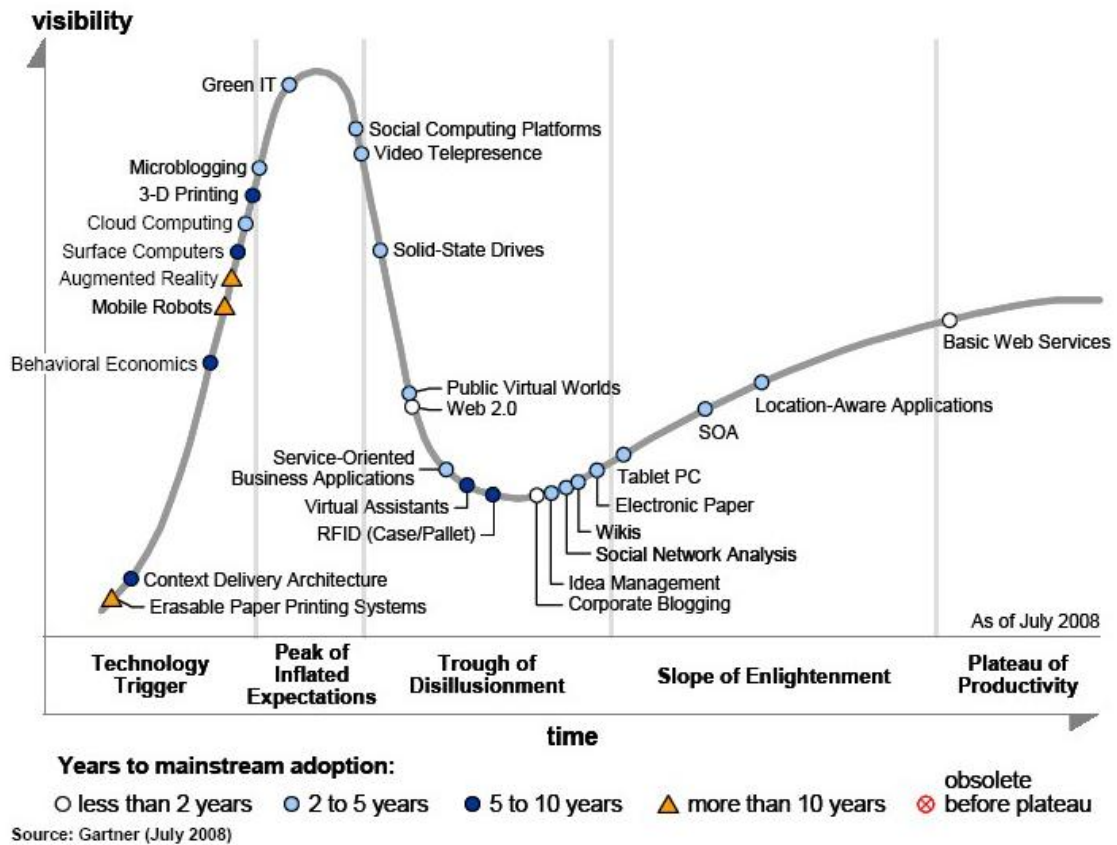 visibility
Green IT
Social Computing Platforms
Video Telepresence
Microblogging
3-D Printing
Cloud Computing
Surface Computers
Solid-State Drives
Augmented Reality
Mobile Robots
Basic Web Services
Behavioral Economics
Public Virtual Worlds
Web 2.0
Location-Aware Applications
SOA
Service-Oriented
Business Applications
Tablet PC
Virtual Assistants
Electronic Paper
RFID (Case/Pallet)
Wikis
Social Network Analysis
Context Delivery Architecture
Idea Management
Erasable Paper Printing Systems
Corporate Blogging
As of July 2008
Technology
Trigger
Peak of
Inflated
Expectations
Trough of
Disillusionment
Slope of Enlightenment
Plateau of
Productivity
time
Years to mainstream adoption:
less than 2 years
2 to 5 years
5 to 10 years
more than 10 years
obsolete
before plateau
Source: Gartner (July 2008)